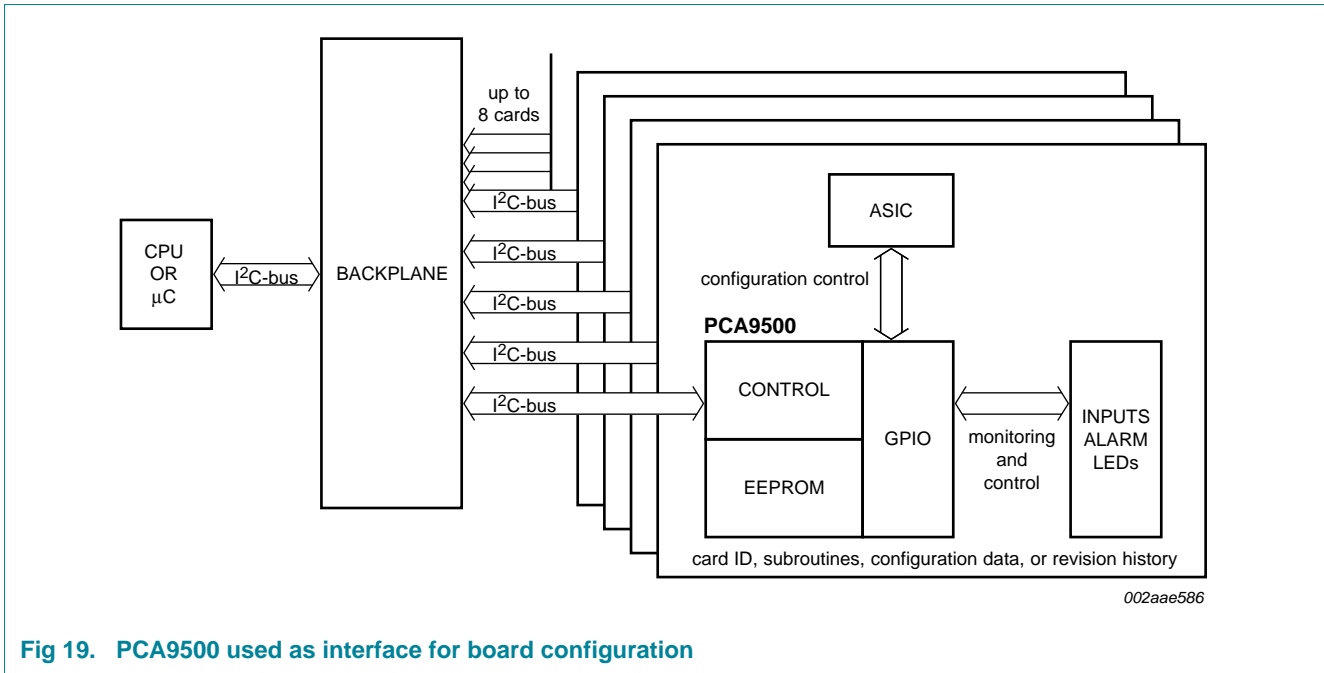 up to
8 cards
I2C-bus
I2C-bus
I2C-bus
I2C-bus
I2C-bus
I2C-bus
CPU
OR
μC
BACKPLANE
ASIC
configuration control
PCA9500
CONTROL
EEPROM
GPIO
monitoring
and
control
INPUTS
ALARM
LEDs
card ID, subroutines, configuration data, or revision history
002aae586
Fig 19. PCA9500 used as interface for board configuration